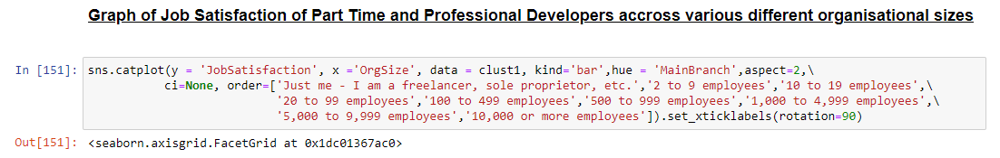 Graph of Job Satisfaction of Part Time and Professional Developers accross various different organisational sizes
In [151]: sns.catplot(y = 'JobSatisfaction', x ='OrgSize', data = clust1, kind='bar',hue = 'MainBranch',aspect=2,\
ci=None, order=['Just me - I am a freelancer, sole proprietor, etc.','2 to 9 employees','10 to 19 employees',\
'20 to 99 employees','100 to 499 employees','500 to 999 employees','1,000 to 4,999 employees',\
'5,000 to 9,999 employees','10,000 or more employees']).set_xticklabels(rotation=90)
Out[151]: <seaborn.axisgrid.FacetGrid at 0x1dc01367ac0>